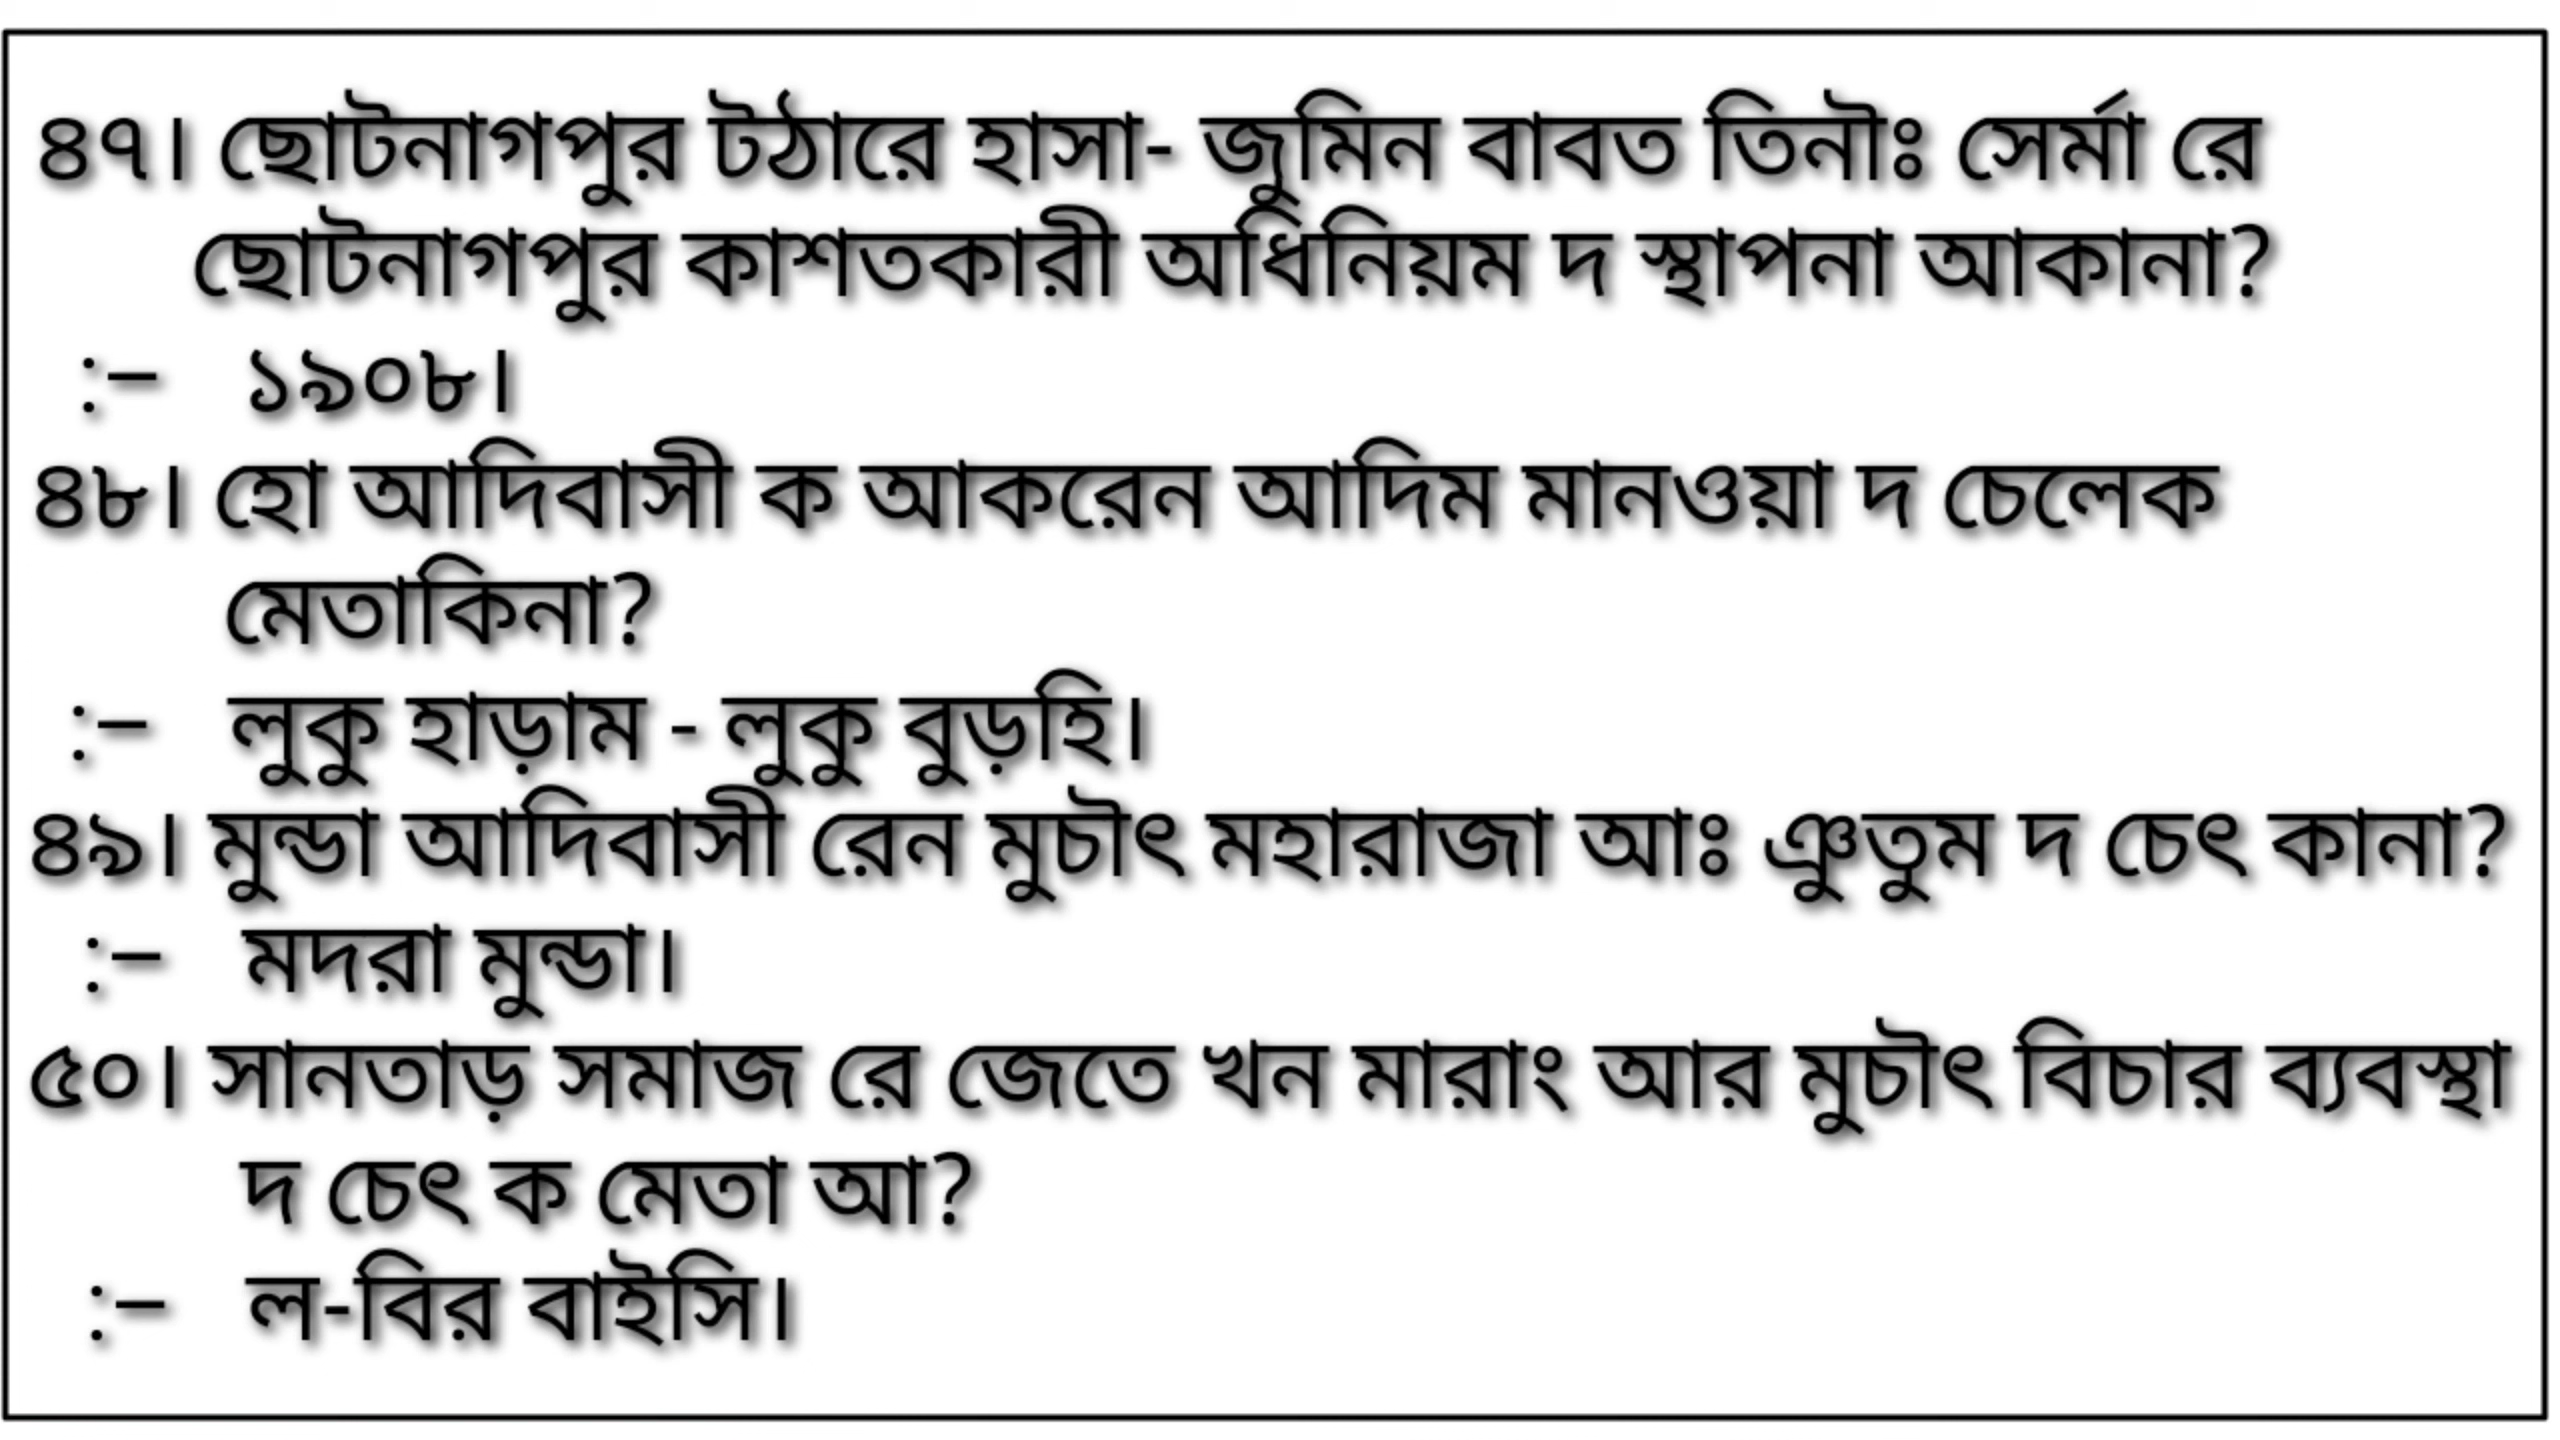 ৪৭। ছোটনাগপুর টঠারে হাসা- জুমিন বাবত তিনৗঃ সের্মা রে
ছোটনাগপুর কাশতকারী অধিনিয়ম দ স্থাপনা আকানা?
:– ১৯০৮।
৪৮। হো আদিবাসী ক আকরেন আদিম মানওয়া দ চেলেক
মেতাকিনা?
:– লুকু হাড়াম - লুকু বুড়হি।
৪৯। মুন্ডা আদিবাসী রেন মুচৗৎ মহারাজা আঃ ঞুতুম দ চেৎ কানা?
:– মদরা মুন্ডা।
৫০। সানতাড় সমাজ রে জেতে খন মারাং আর মুচৗৎ বিচার ব্যবস্থা
দ চেৎ ক মেতা আ?
:– ল-বির বাইসি।